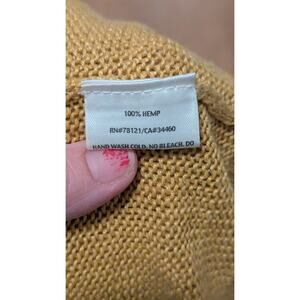 100% HEMP
RN#78121/CA#34460
HAND WASH COLD, NO BLEACH, DO